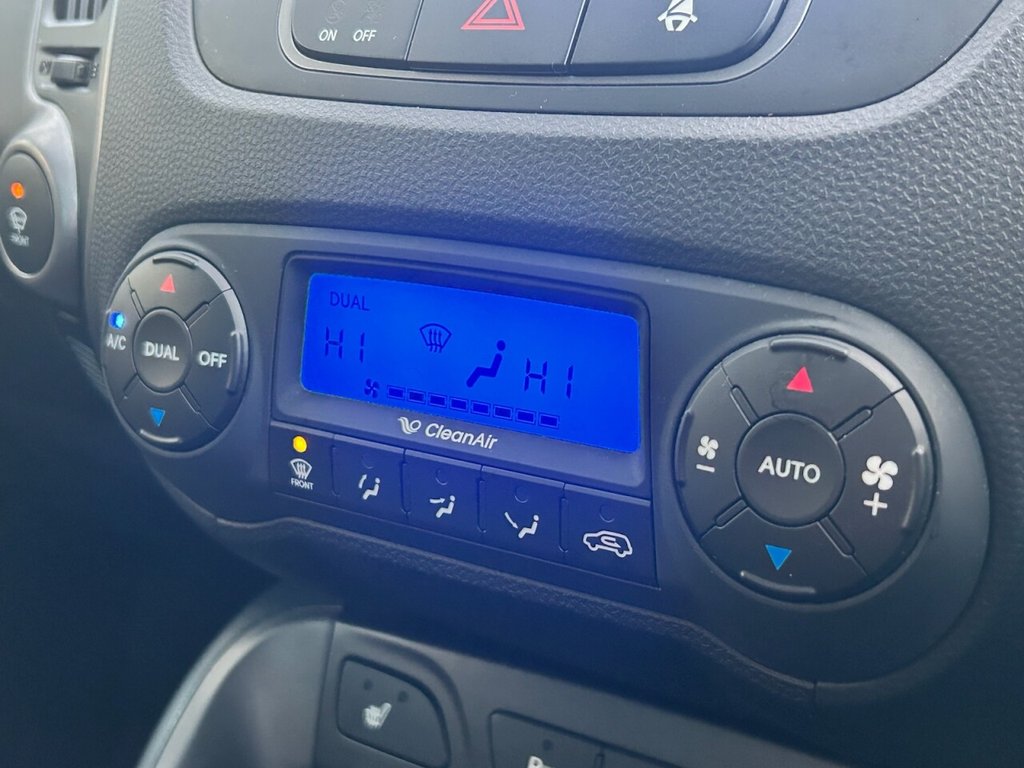 ON OFF
FRONT
DUAL
HI
HI
A/C
DUAL
OFF
CleanAir
FRONT
AUTO